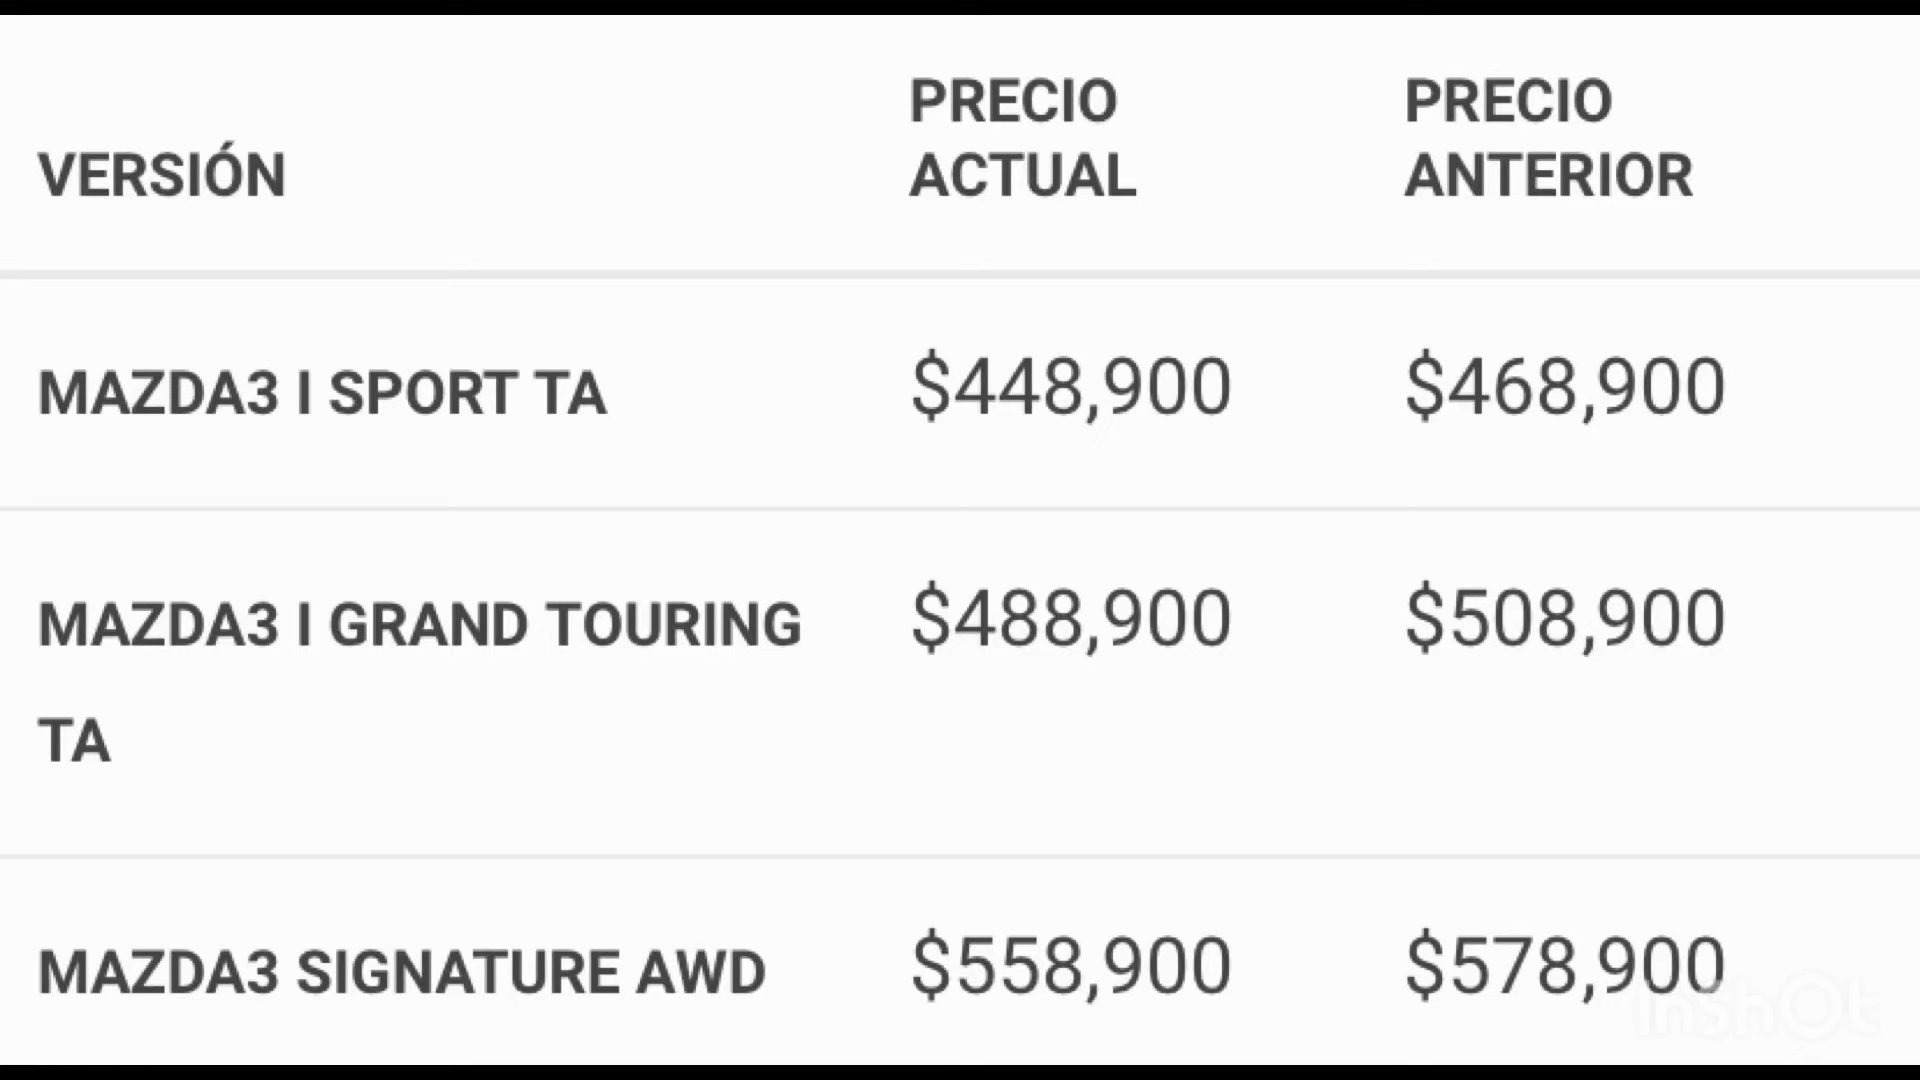 VERSIÓN PRECIO ACTUAL PRECIO ANTERIOR
MAZDA3 I SPORT TA $448,900 $468,900
MAZDA3 I GRAND TOURING $488,900 $508,900
TA
MAZDA3 SIGNATURE AWD $558,900 $578,900
InShOt